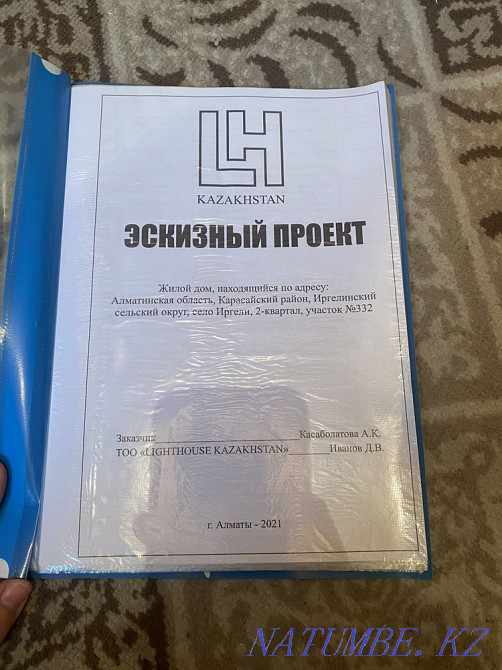 LH
KAZAKHSTAN
ЭСКИЗНЫЙ ПРОЕКТ
Жилой дом, находящийся по адресу:
Алматинская область, Карасайский район, Иргелинский
сельский округ, село Иргели, 2-квартал, участок №332
Заказчик Касаболатова А.Қ.
ТОО «LIGHTHOUSE KAZAKHSTAN» Иванов Д.В.
г. Алматы - 2021
NATUMBE.KZ